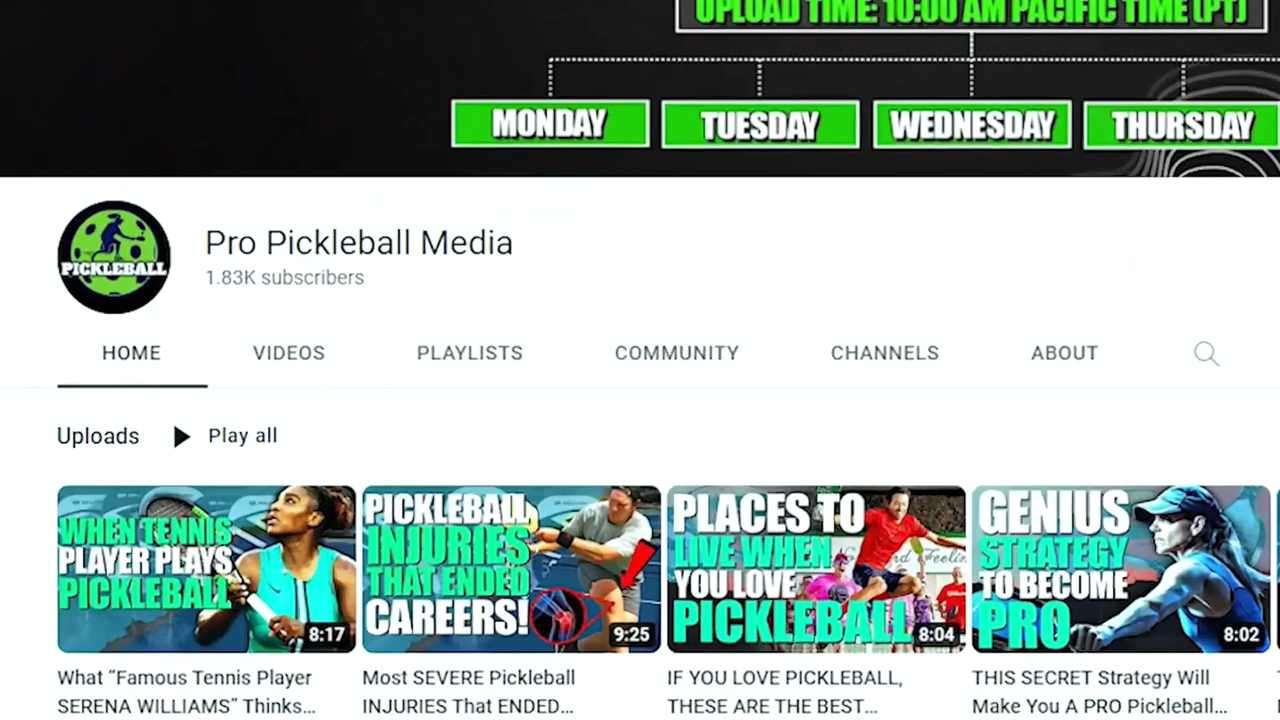 UPLOAD TIME: 10:00 AM PACIFIC TIME (PT)
MONDAY
TUESDAY
WEDNESDAY
THURSDAY
PICKLEBALL
Pro Pickleball Media
1.83K subscribers
HOME
VIDEOS
PLAYLISTS
COMMUNITY
CHANNELS
ABOUT
Uploads
Play all
WHEN TENNIS
PLAYER PLAYS
PICKLEBALL
8:17
PICKLEBALL
INJURIES
THAT ENDED
CAREERS!
9:25
PLACES TO
LIVE WHEN
YOU LOVE
PICKLEBALL
8:04
GENIUS
STRATEGY
TO BECOME
PRO
8:02
What “Famous Tennis Player
SERENA WILLIAMS” Thinks...
Most SEVERE Pickleball
INJURIES That ENDED...
IF YOU LOVE PICKLEBALL,
THESE ARE THE BEST...
THIS SECRET Strategy Will
Make You A PRO Pickleball...